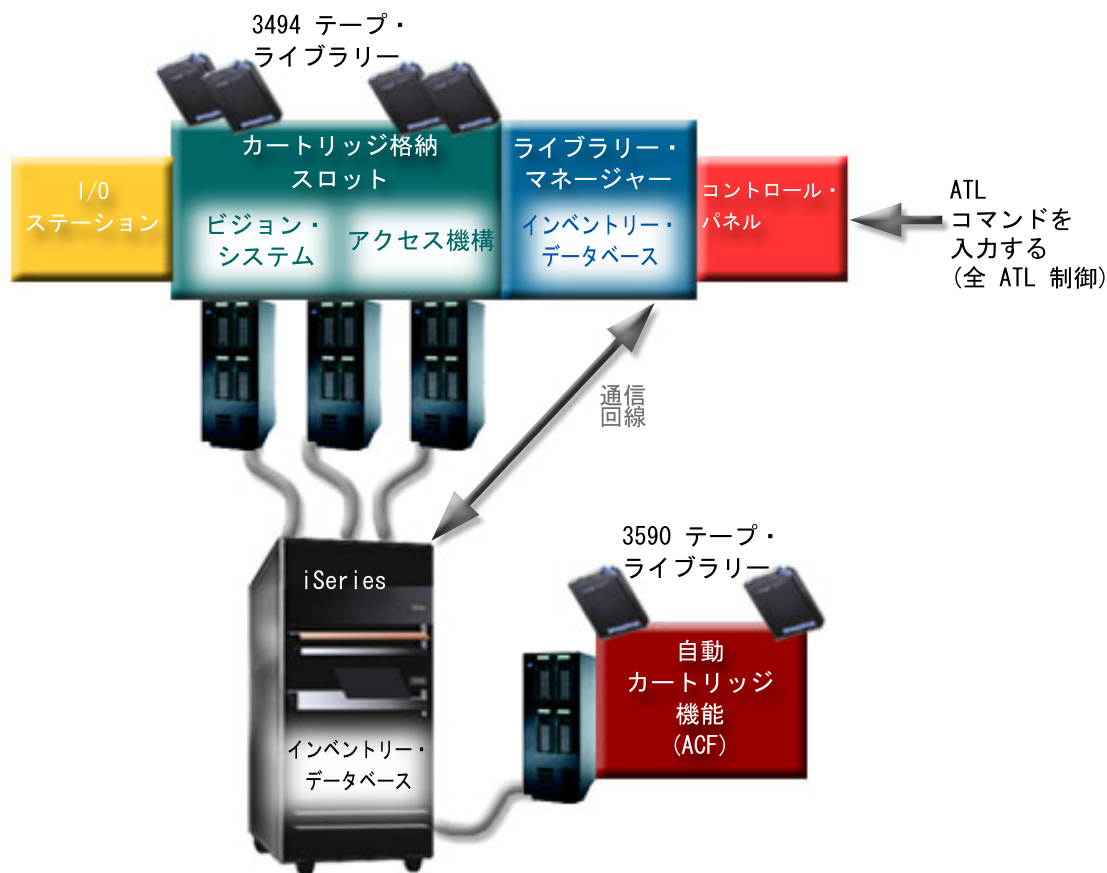 3494 テープ・
ライブラリー
カートリッジ格納
スロット
ライブラリー・
マネージャー
I/O
ステーション
ビジョン・
システム
アクセス機構
インベントリー・
データベース
コントロール・
パネル
ATL
コマンドを
入力する
(全 ATL 制御)
通信
回線
3590 テープ・
ライブラリー
iSeries
自動
カートリッジ
機能
(ACF)
インベントリー・
データベース